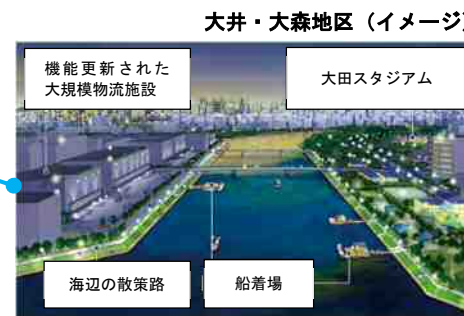 大井・大森地区（イメージ）
機能更新された
大規模物流施設
大田スタジアム
海辺の散策路
船着場